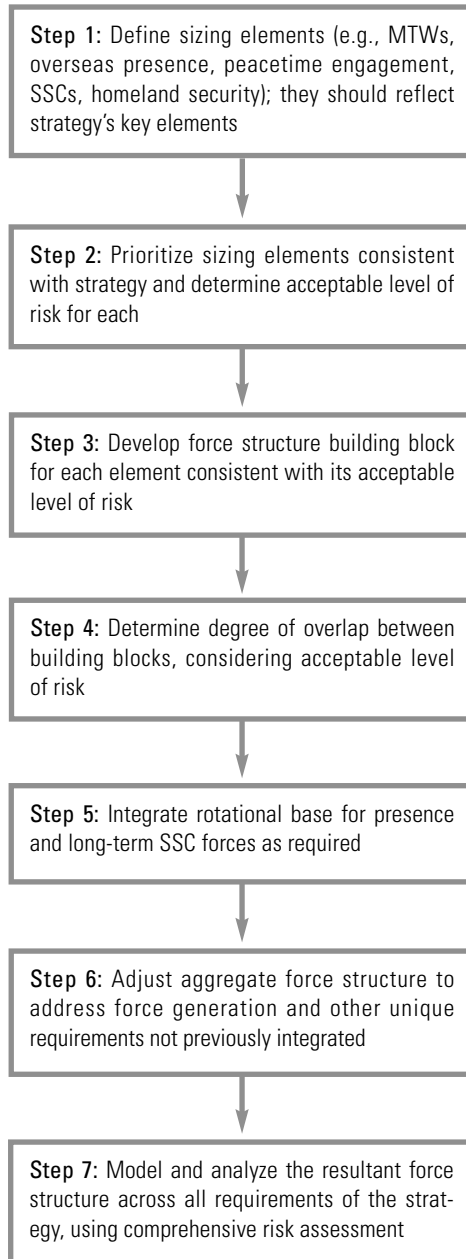 Step 1: Define sizing elements (e.g., MTWs,
overseas presence, peacetime engagement,
SSCs, homeland security); they should reflect
strategy’s key elements
Step 2: Prioritize sizing elements consistent
with strategy and determine acceptable level of
risk for each
Step 3: Develop force structure building block
for each element consistent with its acceptable
level of risk
Step 4: Determine degree of overlap between
building blocks, considering acceptable level
of risk
Step 5: Integrate rotational base for presence
and long-term SSC forces as required
Step 6: Adjust aggregate force structure to
address force generation and other unique
requirements not previously integrated
Step 7: Model and analyze the resultant force
structure across all requirements of the strat-
egy, using comprehensive risk assessment